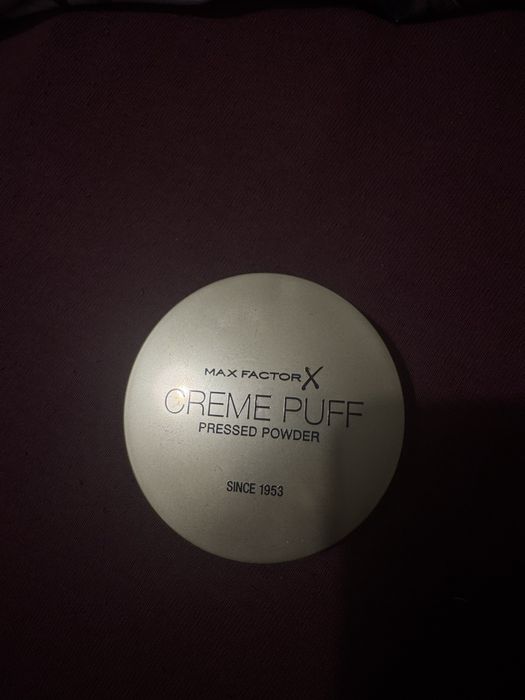 MAX FACTOR X
CREME PUFF
PRESSED POWDER
SINCE 1953